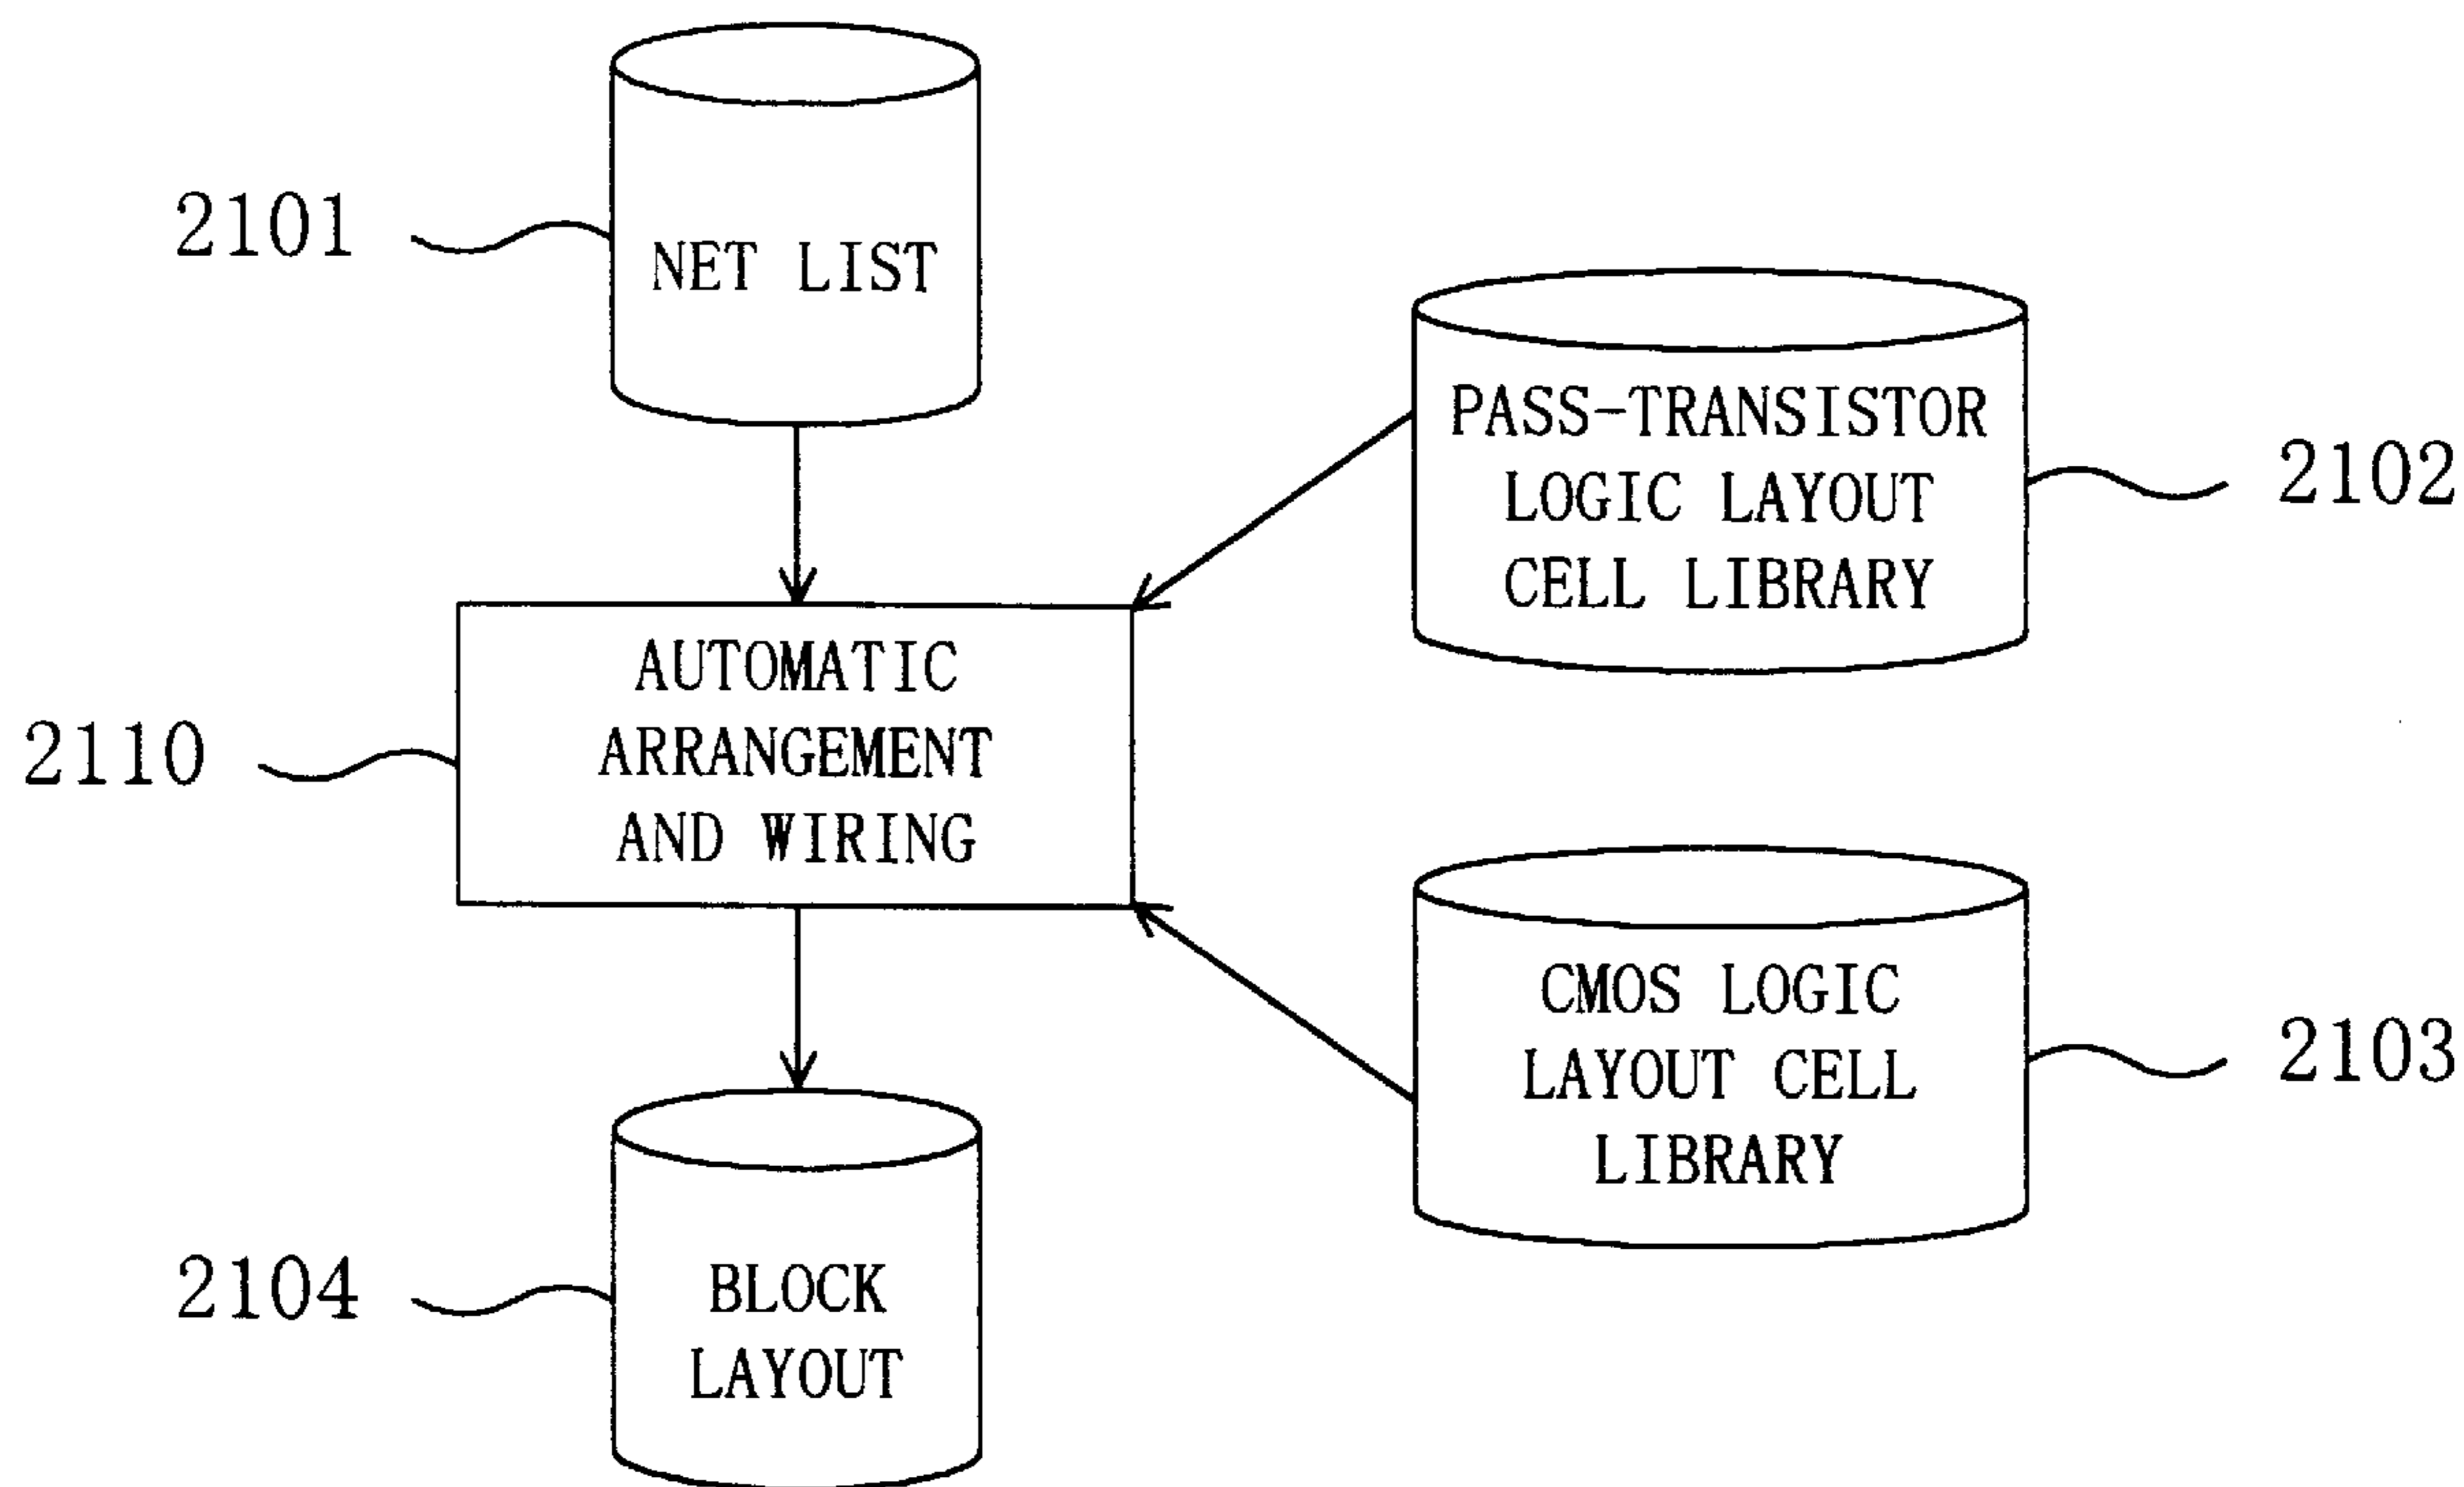 2101
NET LIST
PASS-TRANSISTOR
LOGIC LAYOUT
CELL LIBRARY
2102
AUTOMATIC
ARRANGEMENT
AND WIRING
2110
CMOS LOGIC
LAYOUT CELL
LIBRARY
2103
2104
BLOCK
LAYOUT